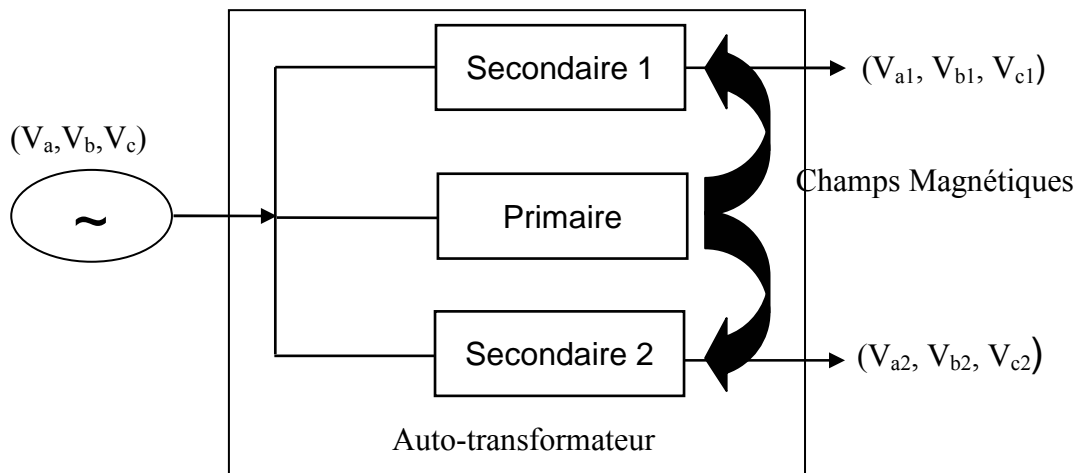 Secondaire 1
(Va1, Vb1, Vc1)
(Va,Vb,Vc)
Champs Magnétiques
~
Primaire
Secondaire 2
(Va2, Vb2, Vc2)
Auto-transformateur